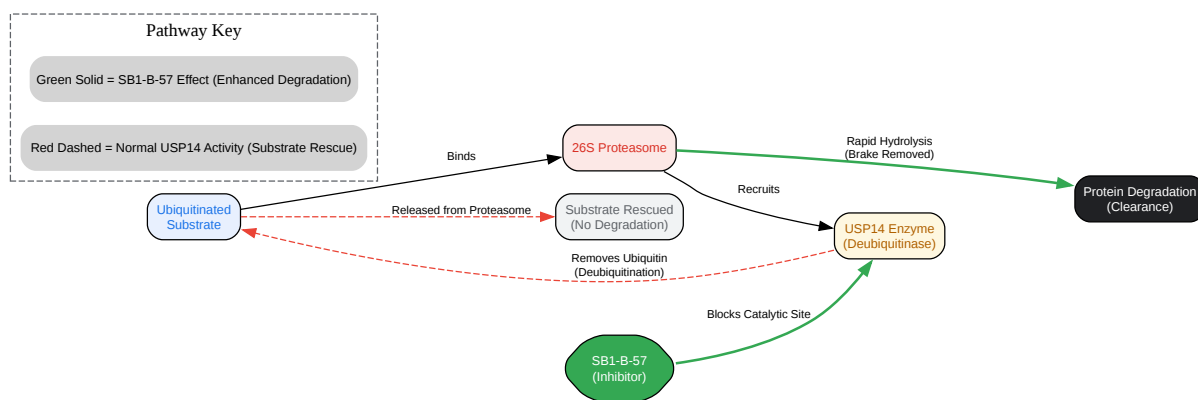 Pathway Key
Green Solid = SB1-B-57 Effect (Enhanced Degradation)
Red Dashed = Normal USP14 Activity (Substrate Rescue)
Binds
26S Proteasome
Rapid Hydrolysis
(Brake Removed)
Recruits
Protein Degradation
(Clearance)
Ubiquitinated
Substrate
Released from Proteasome
Substrate Rescued
(No Degradation)
USP14 Enzyme
(Deubiquitinase)
Removes Ubiquitin
(Deubiquitination)
Blocks Catalytic Site
SB1-B-57
(Inhibitor)